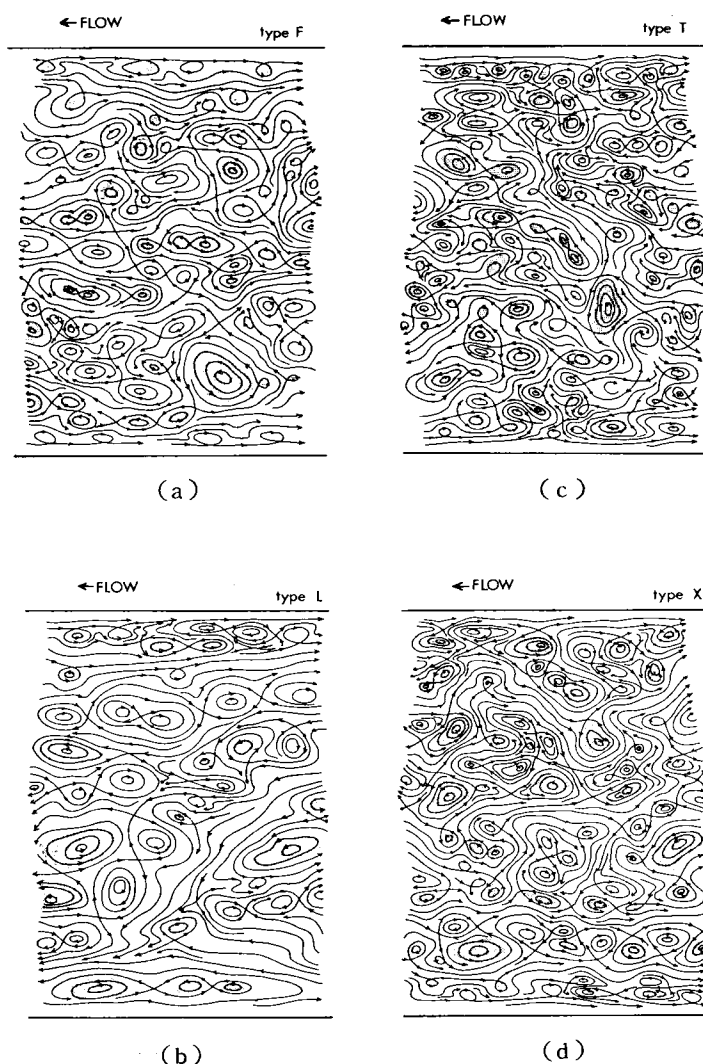 ← FLOW type F
← FLOW type T
(a)
(c)
← FLOW type L
← FLOW type X
(b)
(d)